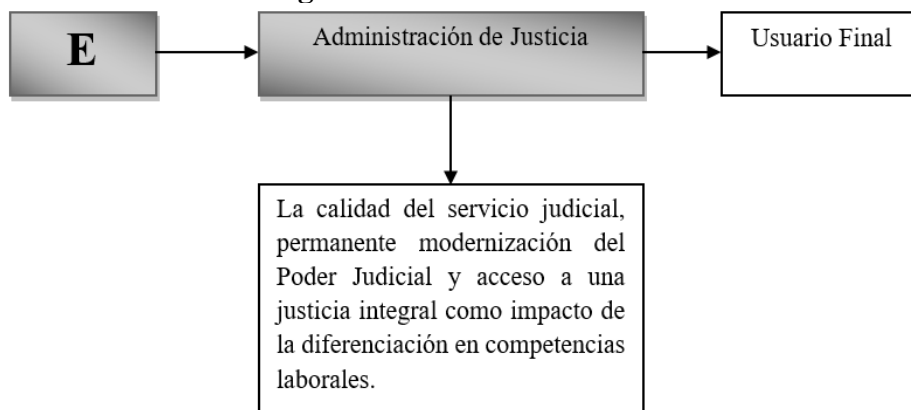 E
Administración de Justicia
Usuario Final
La calidad del servicio judicial,
permanente modernización del
Poder Judicial y acceso a una
justicia integral como impacto de
la diferenciación en competencias
laborales.